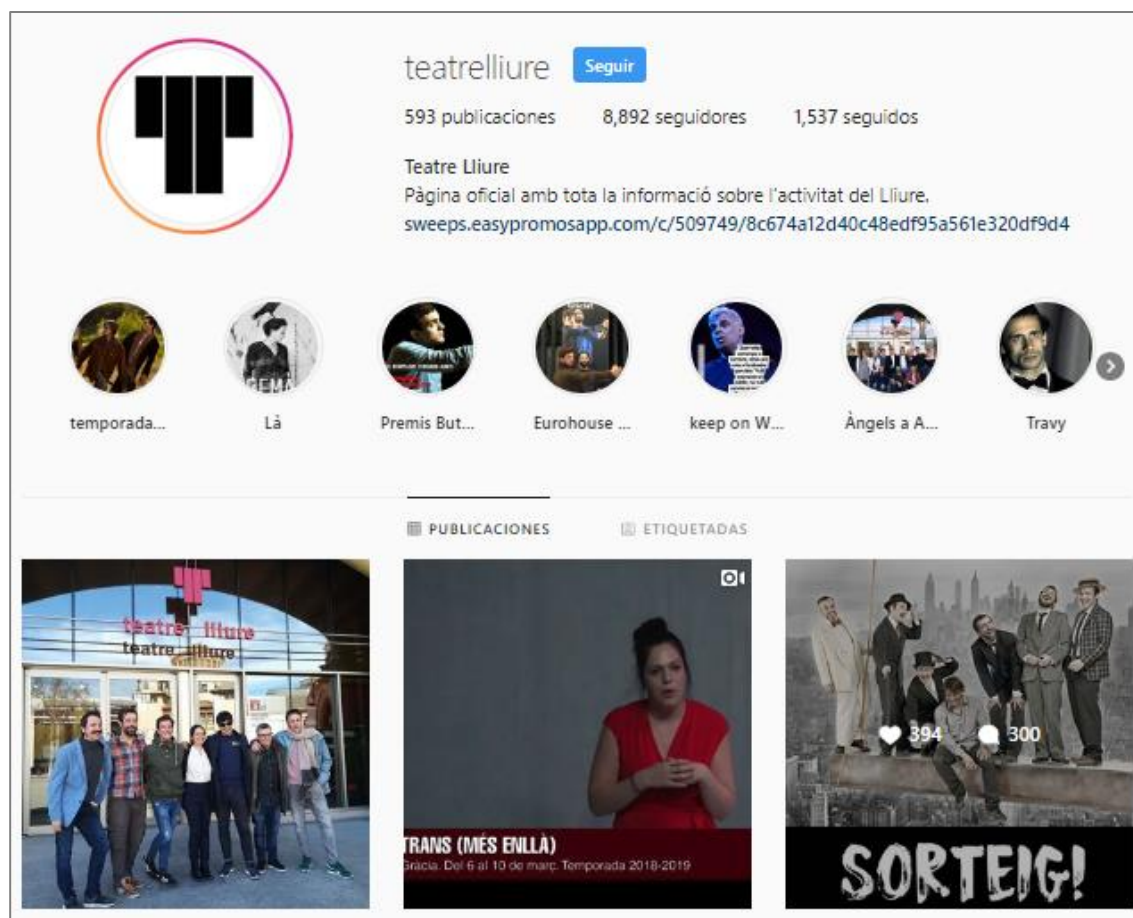 teatrelliure Seguir
593 publicaciones 8,892 seguidores 1,537 seguidos
Teatre Lliure
Pàgina oficial amb tota la informació sobre l'activitat del Lliure.
sweeps.easypromosapp.com/c/509749/8c674a12d40c48edf95a561e320df9d4
temporada... Là Premis But... Eurohouse ... keep on W... Àngels a A... Travy
PUBLICACIONES ETIQUETADAS
teatre lliure
teatre lliure
TRANS (MÉS ENLLÀ)
Gràcia. Del 6 al 10 de març. Temporada 2018-2019
394 300
SORTEIG!